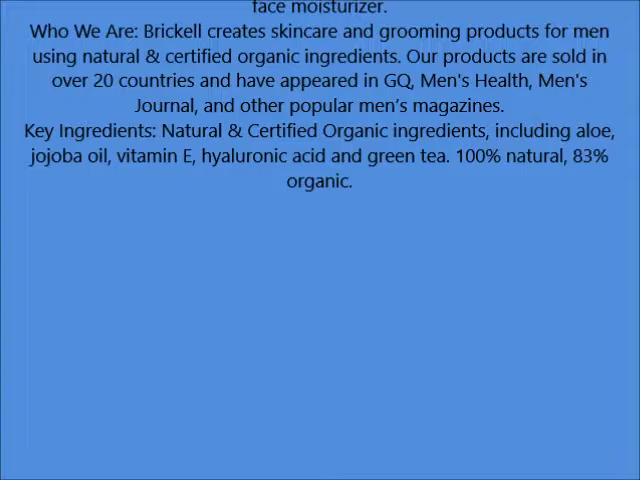 face moisturizer.
Who We Are: Brickell creates skincare and grooming products for men
using natural & certified organic ingredients. Our products are sold in
over 20 countries and have appeared in GQ, Men's Health, Men's
Journal, and other popular men’s magazines.
Key Ingredients: Natural & Certified Organic ingredients, including aloe,
jojoba oil, vitamin E, hyaluronic acid and green tea. 100% natural, 83%
organic.